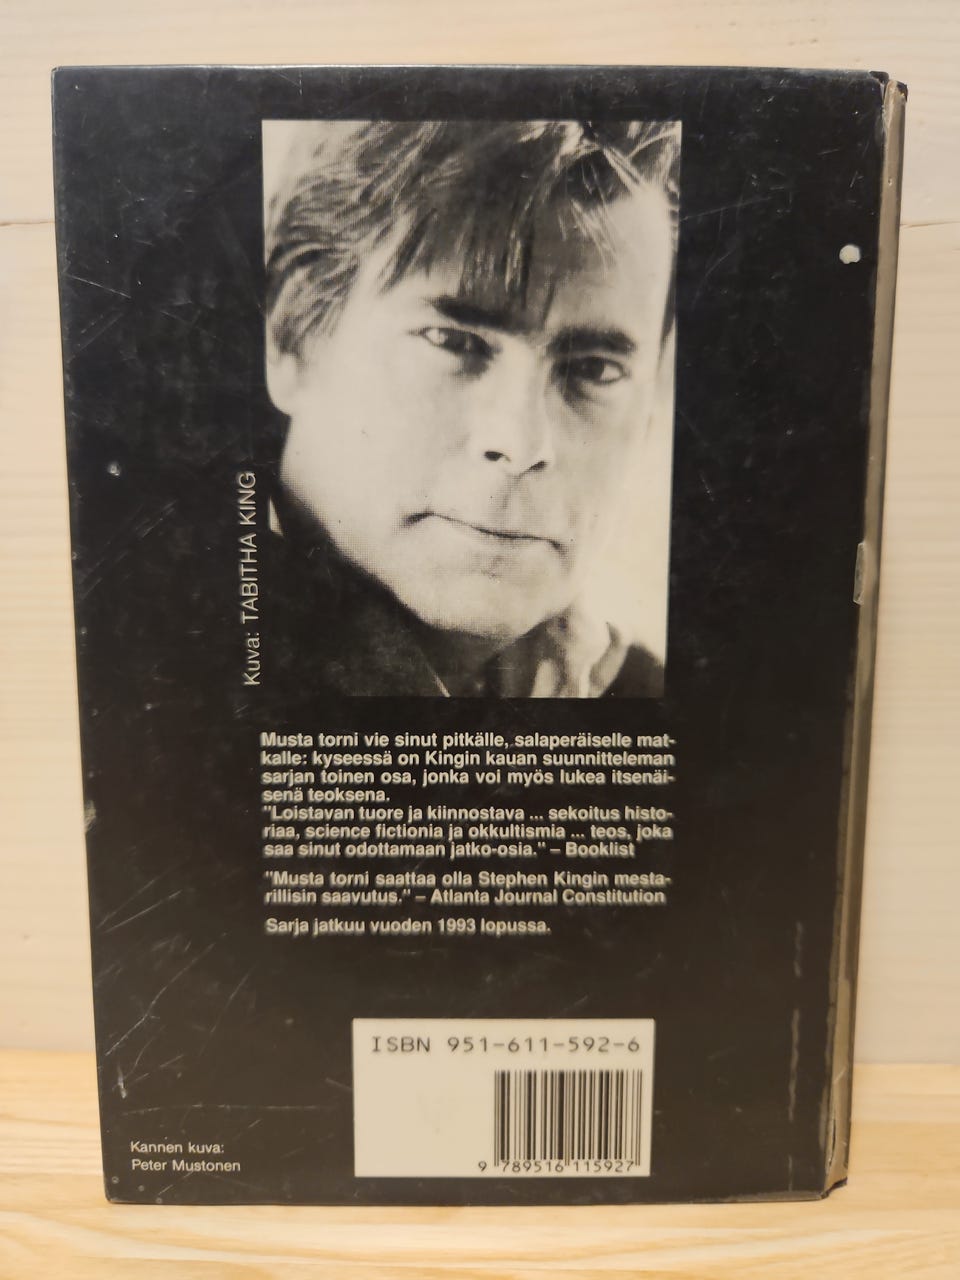 Kuva: TABITHA KING
Musta torni vie sinut pitkälle, salaperäiselle mat-
kalle: kyseessä on Kingin kauan suunnitteleman
sarjan toinen osa, jonka voi myös lukea itsenäi-
senä teoksena.
"Loistavan tuore ja kiinnostava ... sekoitus histo-
riaa, science fictionia ja okkultismia ... teos, joka
saa sinut odottamaan jatko-osia." – Booklist
"Musta torni saattaa olla Stephen Kingin mesta-
rillisin saavutus." – Atlanta Journal Constitution
Sarja jatkuu vuoden 1993 lopussa.
ISBN 951-611-592-6
9 789516 115927
Kannen kuva:
Peter Mustonen